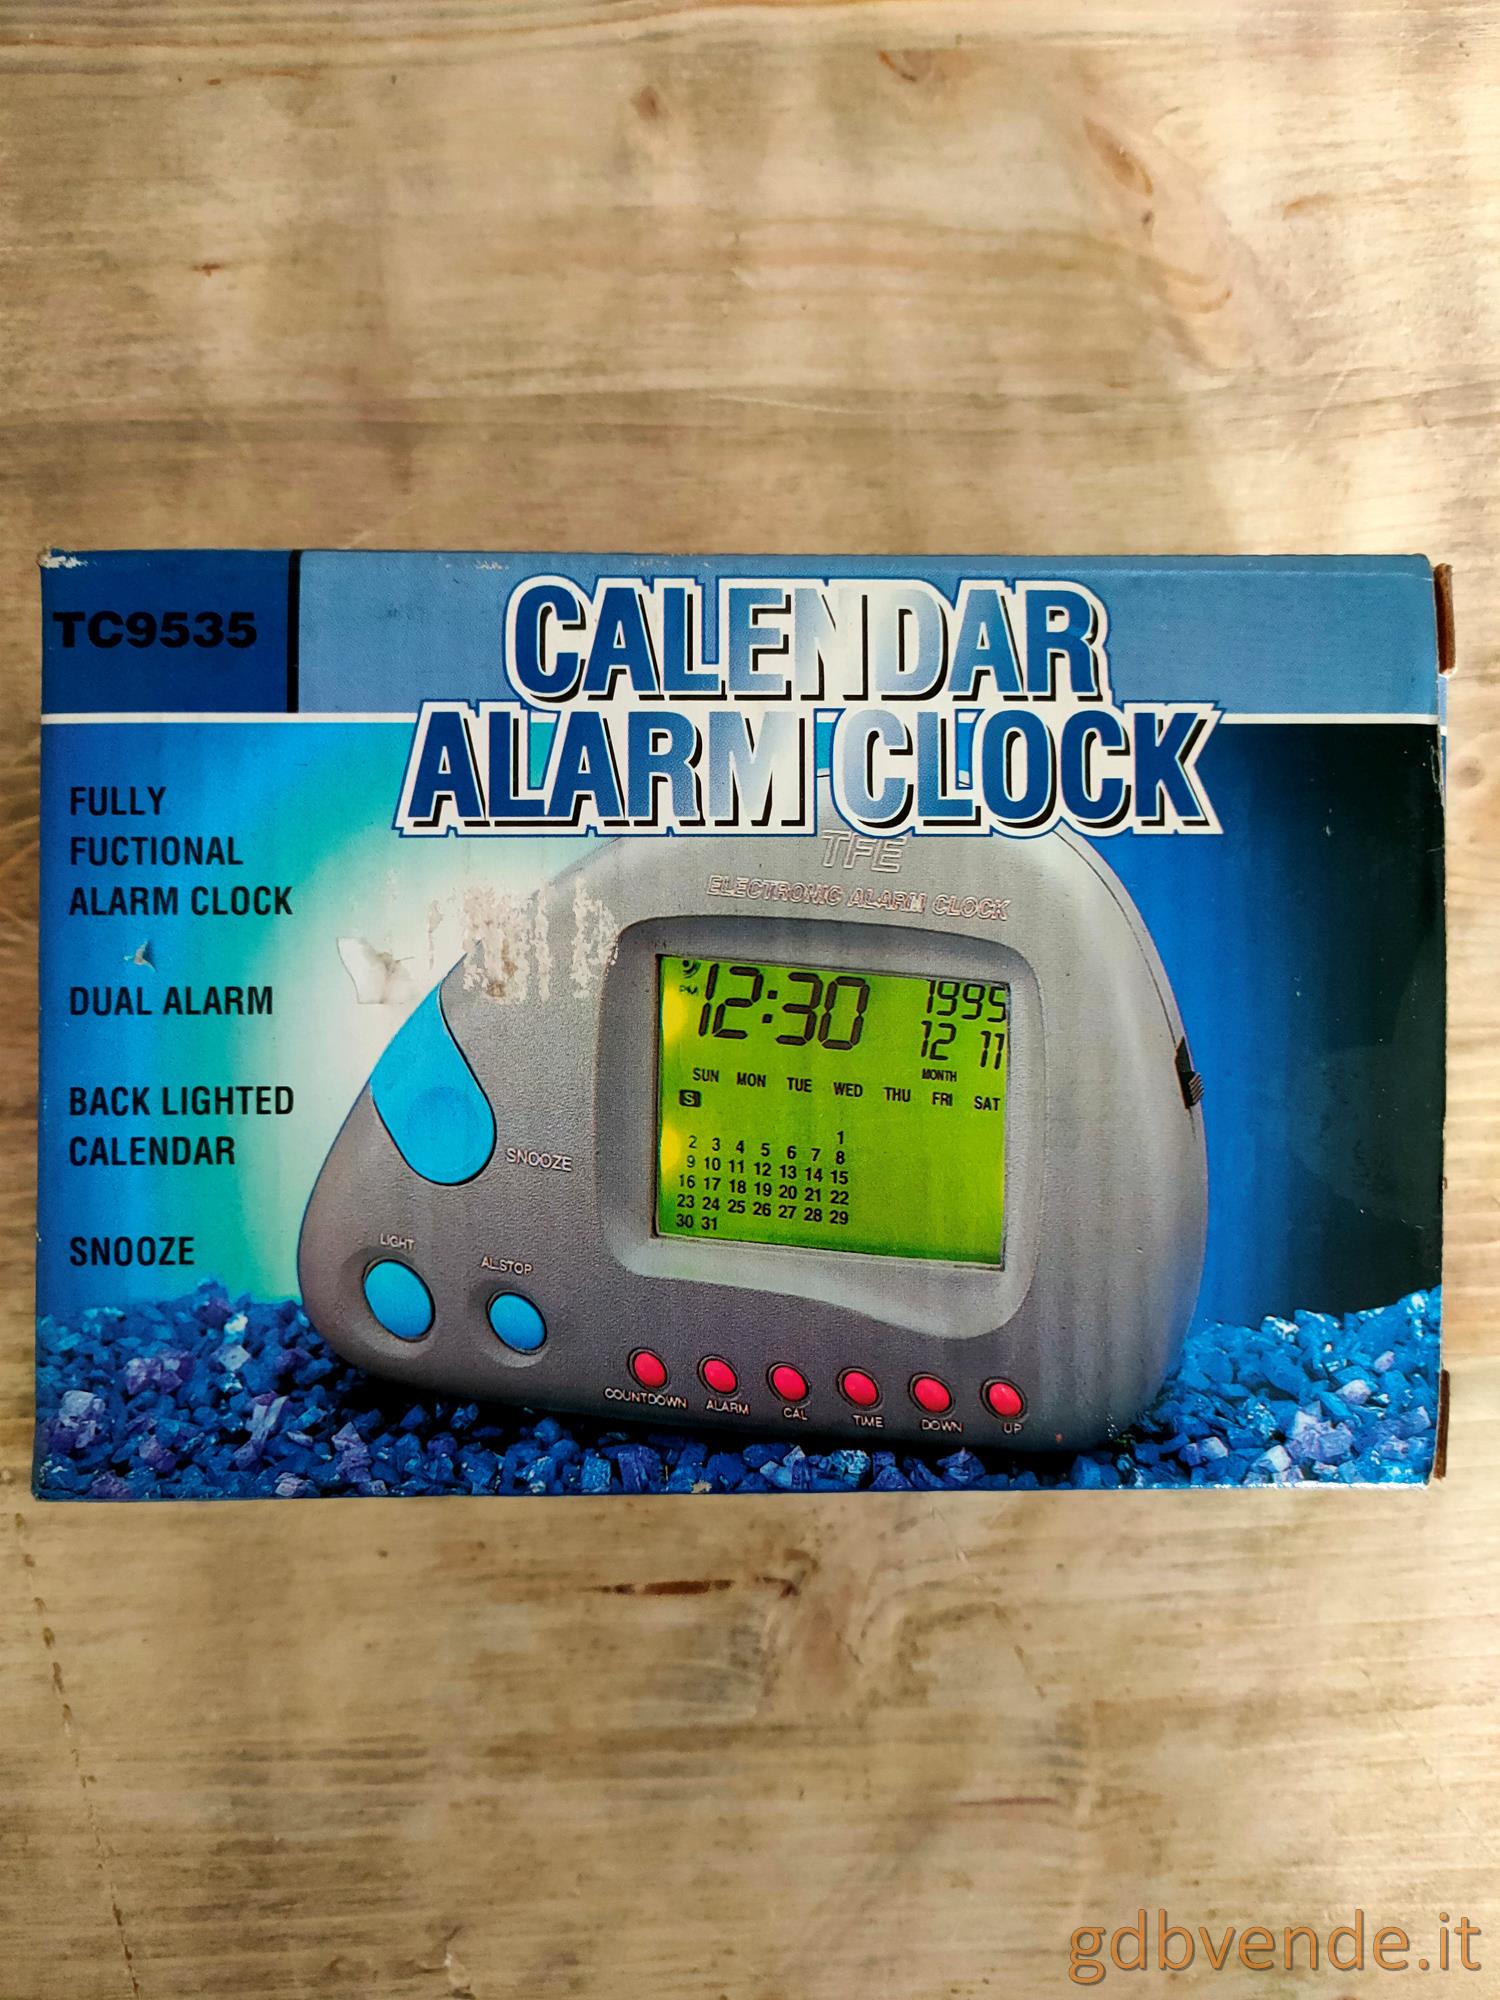 TC9535
CALENDAR
ALARM CLOCK
FULLY
FUCTIONAL
ALARM CLOCK
DUAL ALARM
BACK LIGHTED
CALENDAR
SNOOZE
TFE
ELECTRONIC ALARM CLOCK
PM 12:30 1995
12 11
MONTH
SUN MON TUE WED THU FRI SAT
S
1
2 3 4 5 6 7 8
9 10 11 12 13 14 15
16 17 18 19 20 21 22
23 24 25 26 27 28 29
30 31
SNOOZE
LIGHT
AL.STOP
COUNTDOWN ALARM CAL TIME DOWN UP
gdbvende.it